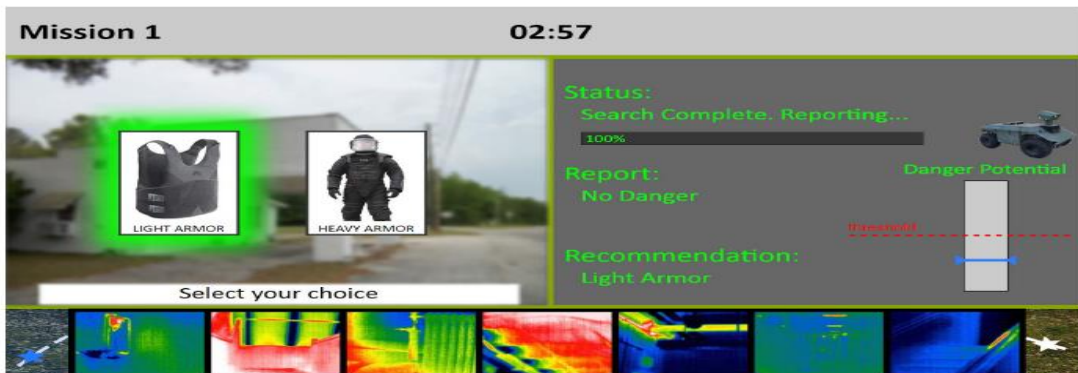 Mission 1
02:57
LIGHT ARMOR
HEAVY ARMOR
Select your choice
Status:
Search Complete. Reporting...
100%
Report:
No Danger
Danger Potential
threshold
Recommendation:
Light Armor